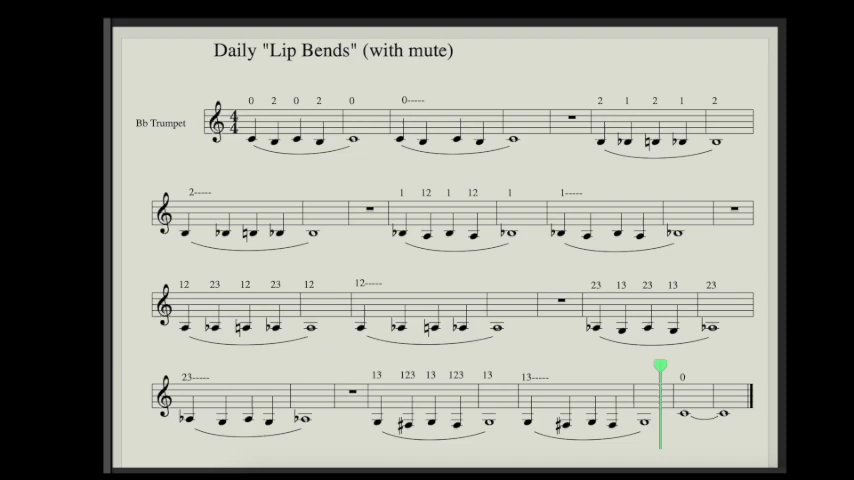 Daily "Lip Bends" (with mute)
0 2 0 2 0 0----- 2 1 2 1 2
Bb Trumpet
4
4
2----- 1 12 1 12 1 1-----
12 23 12 23 12 12----- 23 13 23 13 23
23----- 13 123 13 123 13 13----- 0